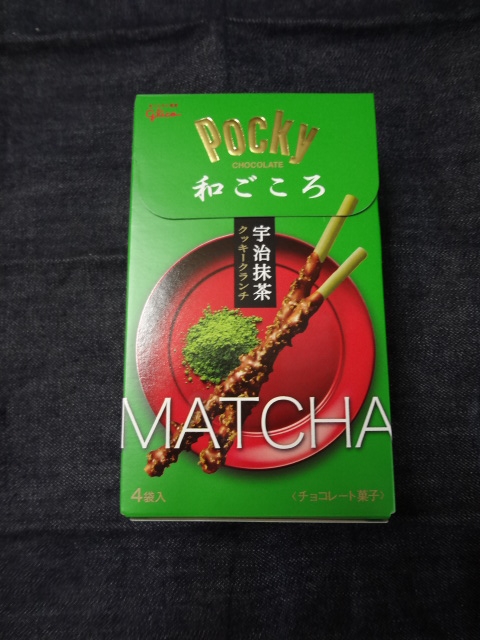 Glico
Pocky
CHOCOLATE
和ごころ
宇治抹茶
クッキークランチ
MATCHA
4袋入
〈チョコレート菓子〉